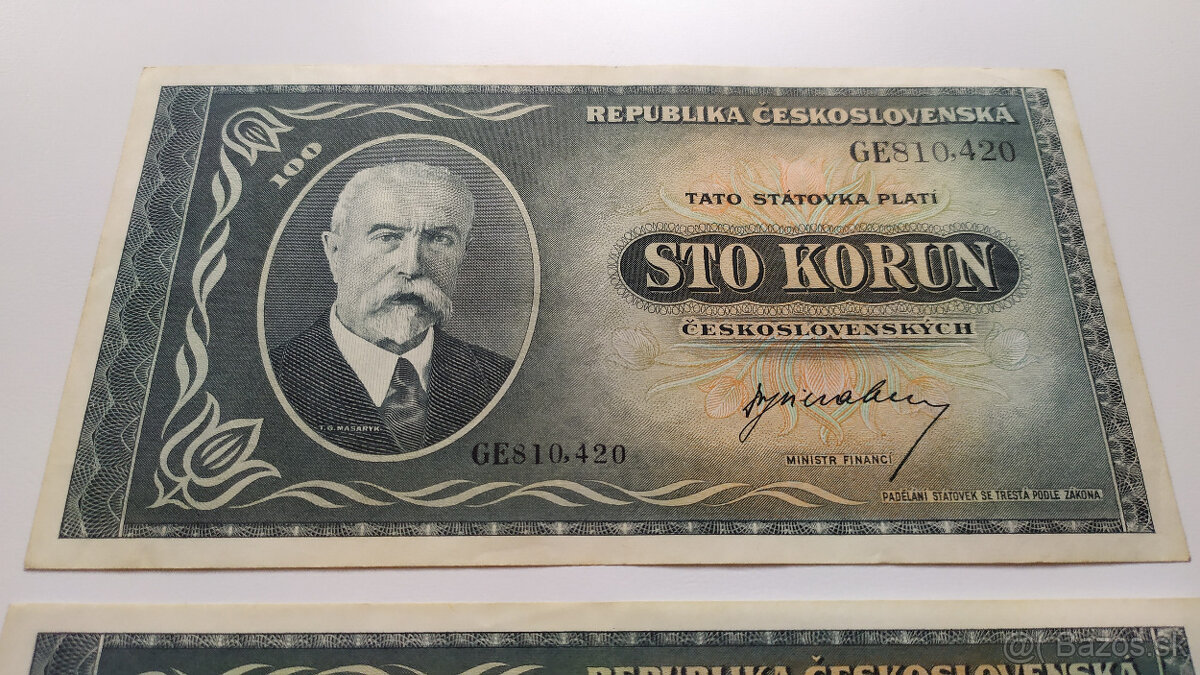 REPUBLIKA ČESKOSLOVENSKÁ
100
GE810,420
TATO STÁTOVKA PLATÍ
STO KORUN
ČESKOSLOVENSKÝCH
T.G.MASARYK.
GE810,420
MINISTR FINANCÍ
PADĚLÁNÍ STÁTOVEK SE TRESTÁ PODLE ZÁKONA
REPUBLIKA ČESKOSLOVENSKÁ
@ Bazos.sk